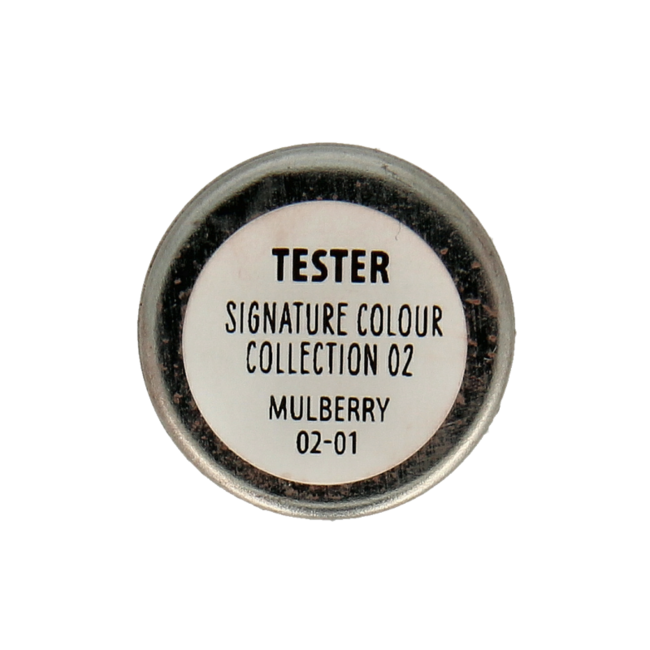 TESTER
SIGNATURE COLOUR
COLLECTION 02
MULBERRY
02-01